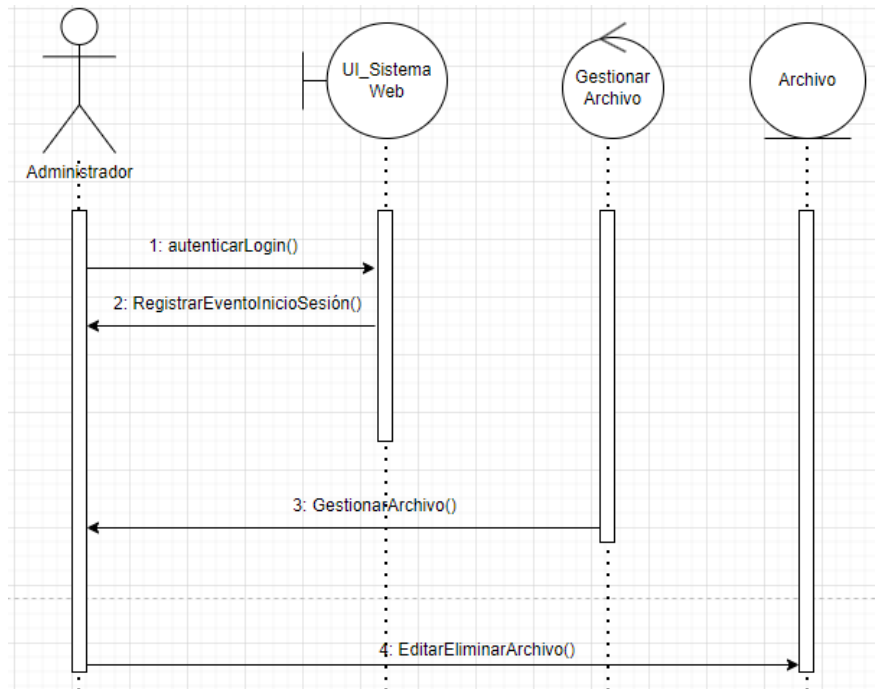 UI_Sistema
Web
Gestionar
Archivo
Archivo
Administrador
1: autenticarLogin()
2: RegistrarEventoInicioSesión()
3: GestionarArchivo()
4: EditarEliminarArchivo()